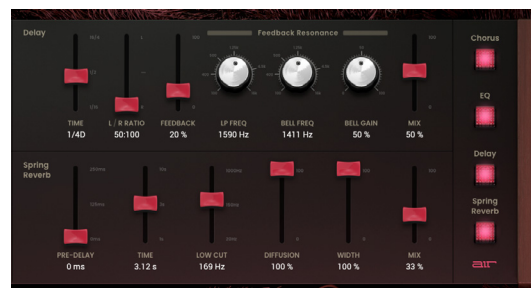 Delay
Feedback Resonance
Chorus
EQ
TIME L / R RATIO FEEDBACK LP FREQ BELL FREQ BELL GAIN MIX
1/4D 50:100 20 % 1590 Hz 1411 Hz 50 % 50 %
Delay
Spring
Reverb
Spring
Reverb
PRE-DELAY TIME LOW CUT DIFFUSION WIDTH MIX
0 ms 3.12 s 169 Hz 100 % 100 % 33 %
air